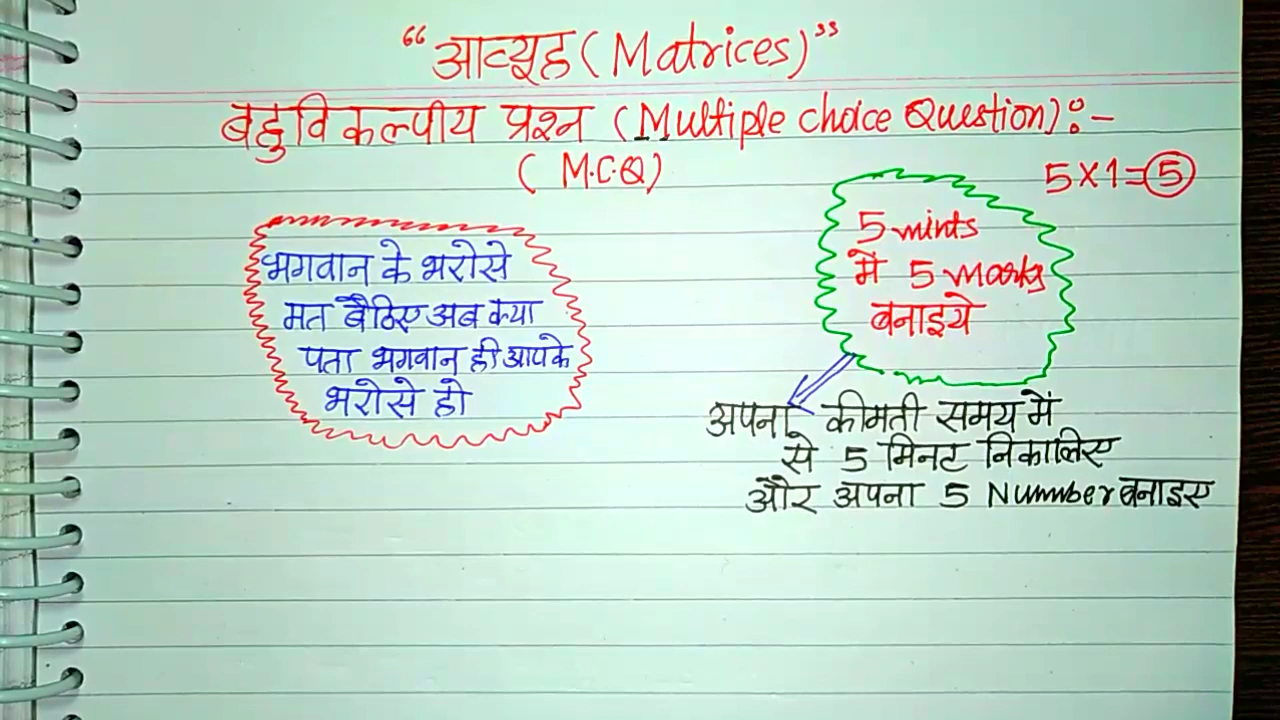 “आव्यूह (Matrices)”
बहुविकल्पीय प्रश्न (Multiple choice Question):-
(M.C.Q)
5×1=5
भगवान के भरोसे
मत बैठिए अब क्या
पता भगवान ही आपके
भरोसे हो
5 mints
में 5 marks
बनाइये
अपना कीमती समय में
से 5 मिनट निकालिए
और अपना 5 Number बनाइए